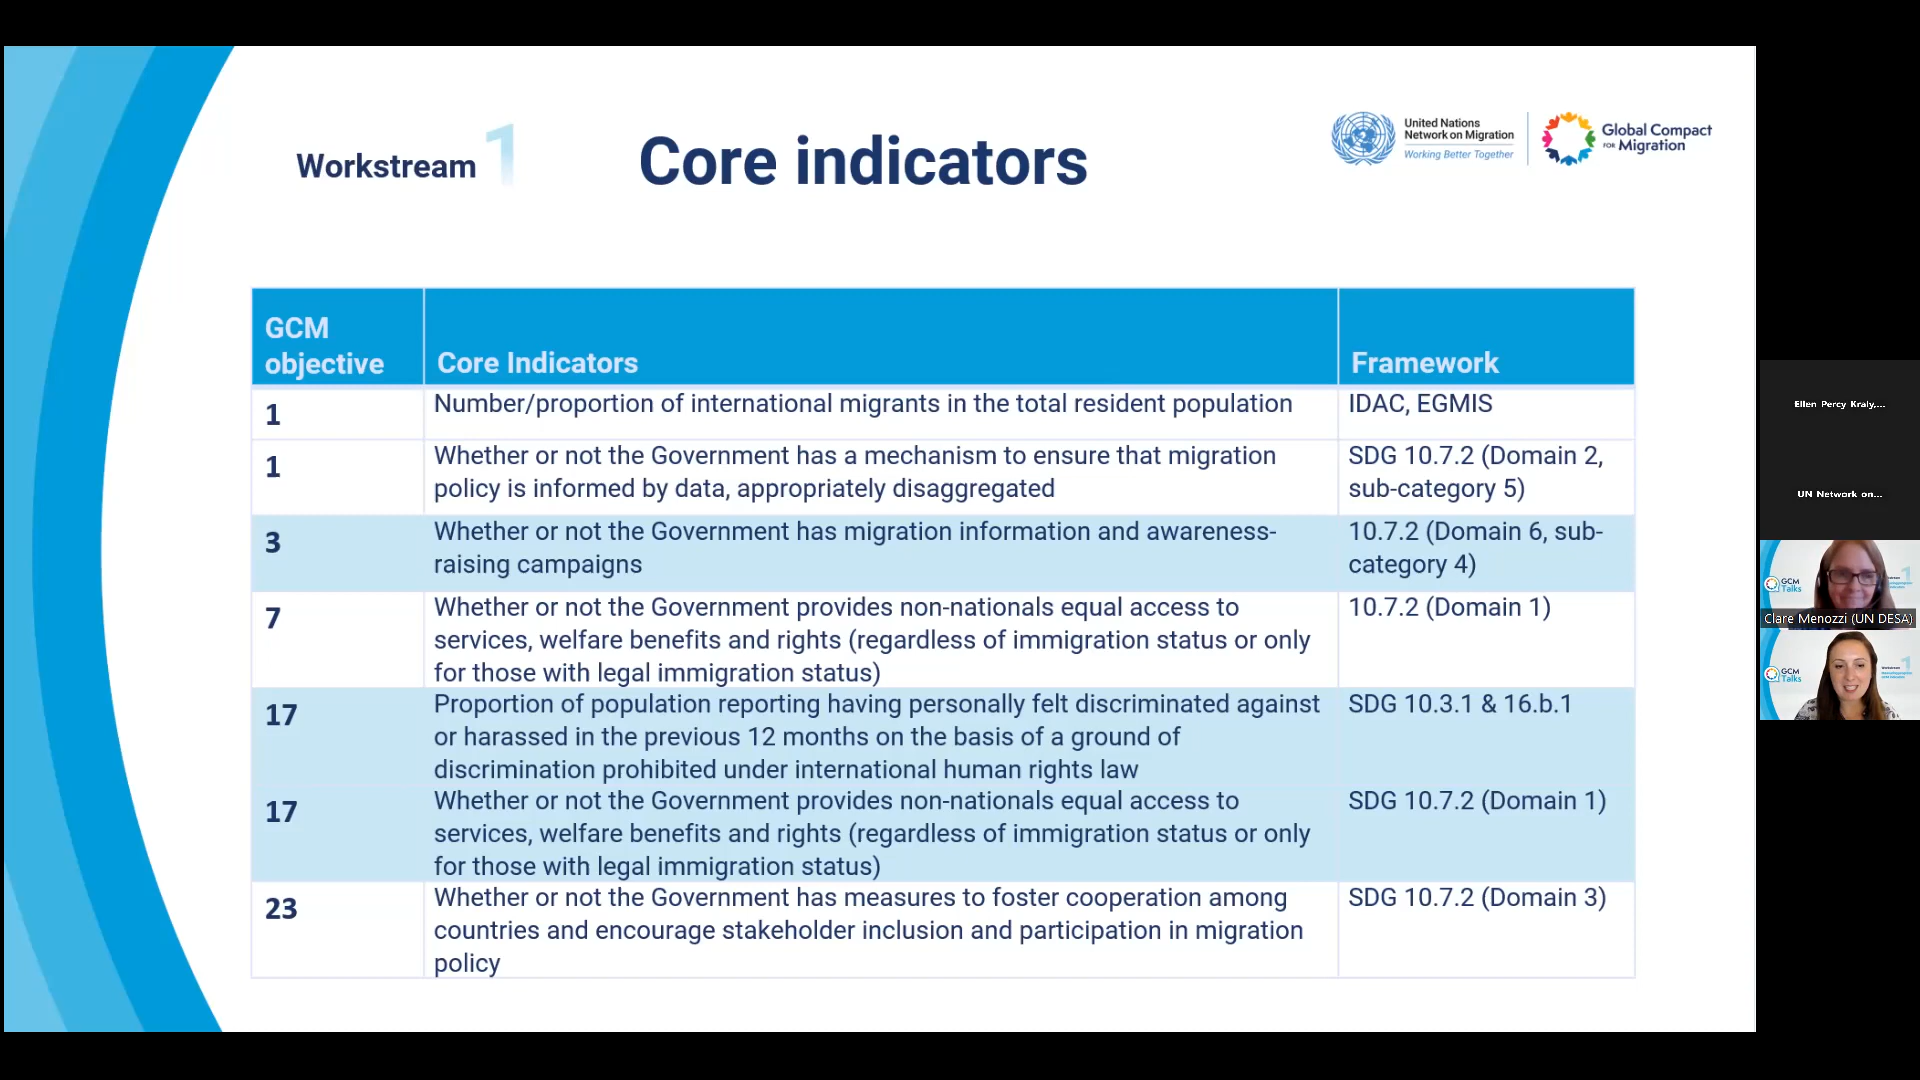 Workstream 1
Core indicators
United Nations
Network on Migration
Working Better Together
Global Compact
FOR Migration
GCM
objective
Core Indicators
Framework
1
Number/proportion of international migrants in the total resident population
IDAC, EGMIS
1
Whether or not the Government has a mechanism to ensure that migration
policy is informed by data, appropriately disaggregated
SDG 10.7.2 (Domain 2,
sub-category 5)
3
Whether or not the Government has migration information and awareness-
raising campaigns
10.7.2 (Domain 6, sub-
category 4)
7
Whether or not the Government provides non-nationals equal access to
services, welfare benefits and rights (regardless of immigration status or only
for those with legal immigration status)
10.7.2 (Domain 1)
17
Proportion of population reporting having personally felt discriminated against
or harassed in the previous 12 months on the basis of a ground of
discrimination prohibited under international human rights law
SDG 10.3.1 & 16.b.1
17
Whether or not the Government provides non-nationals equal access to
services, welfare benefits and rights (regardless of immigration status or only
for those with legal immigration status)
SDG 10.7.2 (Domain 1)
23
Whether or not the Government has measures to foster cooperation among
countries and encourage stakeholder inclusion and participation in migration
policy
SDG 10.7.2 (Domain 3)
Ellen Percy Kraly,...
UN Network on...
GCM
Talks
1
Clare Menozzi (UN DESA)
GCM
Talks
1